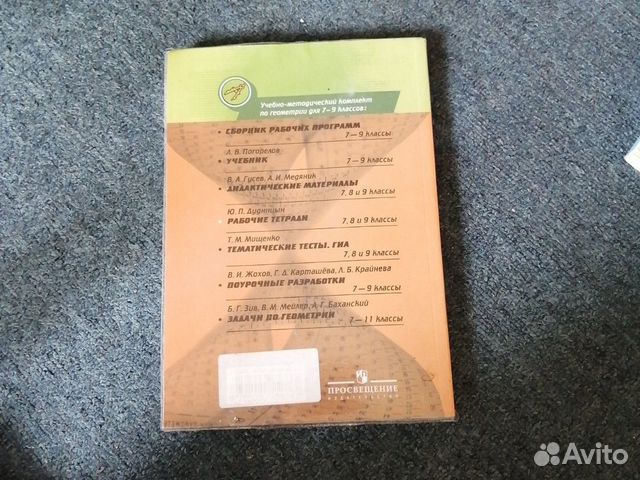 Учебно-методический комплект
по геометрии для 7—9 классов:
• СБОРНИК РАБОЧИХ ПРОГРАММ
7—9 классы
А. В. Погорелов
• УЧЕБНИК
7—9 классы
В. А. Гусев, А. И. Медяник
• ДИДАКТИЧЕСКИЕ МАТЕРИАЛЫ
7, 8 и 9 классы
Ю. П. Дудницын
• РАБОЧИЕ ТЕТРАДИ
7, 8 и 9 классы
Т. М. Мищенко
• ТЕМАТИЧЕСКИЕ ТЕСТЫ. ГИА
7, 8 и 9 классы
В. И. Жохов, Г. Д. Карташёва, Л. Б. Крайнева
• ПОУРОЧНЫЕ РАЗРАБОТКИ
7—9 классы
Б. Г. Зив, В. М. Мейлер, А. Г. Баханский
• ЗАДАЧИ ПО ГЕОМЕТРИИ
7—11 классы
ПРОСВЕЩЕНИЕ
ИЗДАТЕЛЬСТВО
Avito